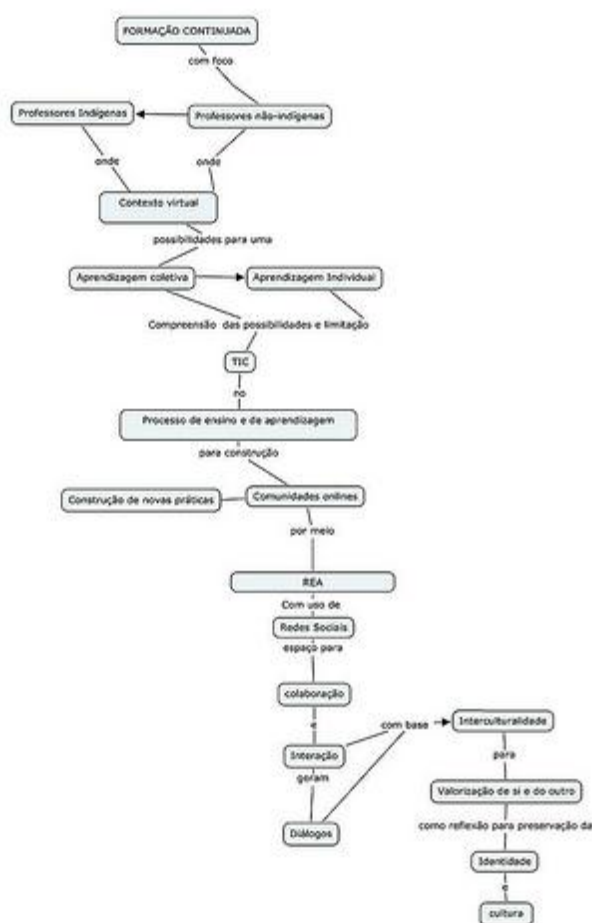 FORMAÇÃO CONTINUADA
com foco
Professores Indígenas
Professores não-indígenas
onde
onde
Contexto virtual
possibilidades para uma
Aprendizagem coletiva
Aprendizagem Individual
Compreensão das possibilidades e limitação
TIC
no
Processo de ensino e de aprendizagem
para construção
Construção de novas práticas
Comunidades onlines
por meio
REA
Com uso de
Redes Sociais
espaço para
colaboração
e
Interação
geram
Diálogos
com base
Interculturalidade
para
Valorização de si e do outro
como reflexão para preservação da
Identidade
e
cultura